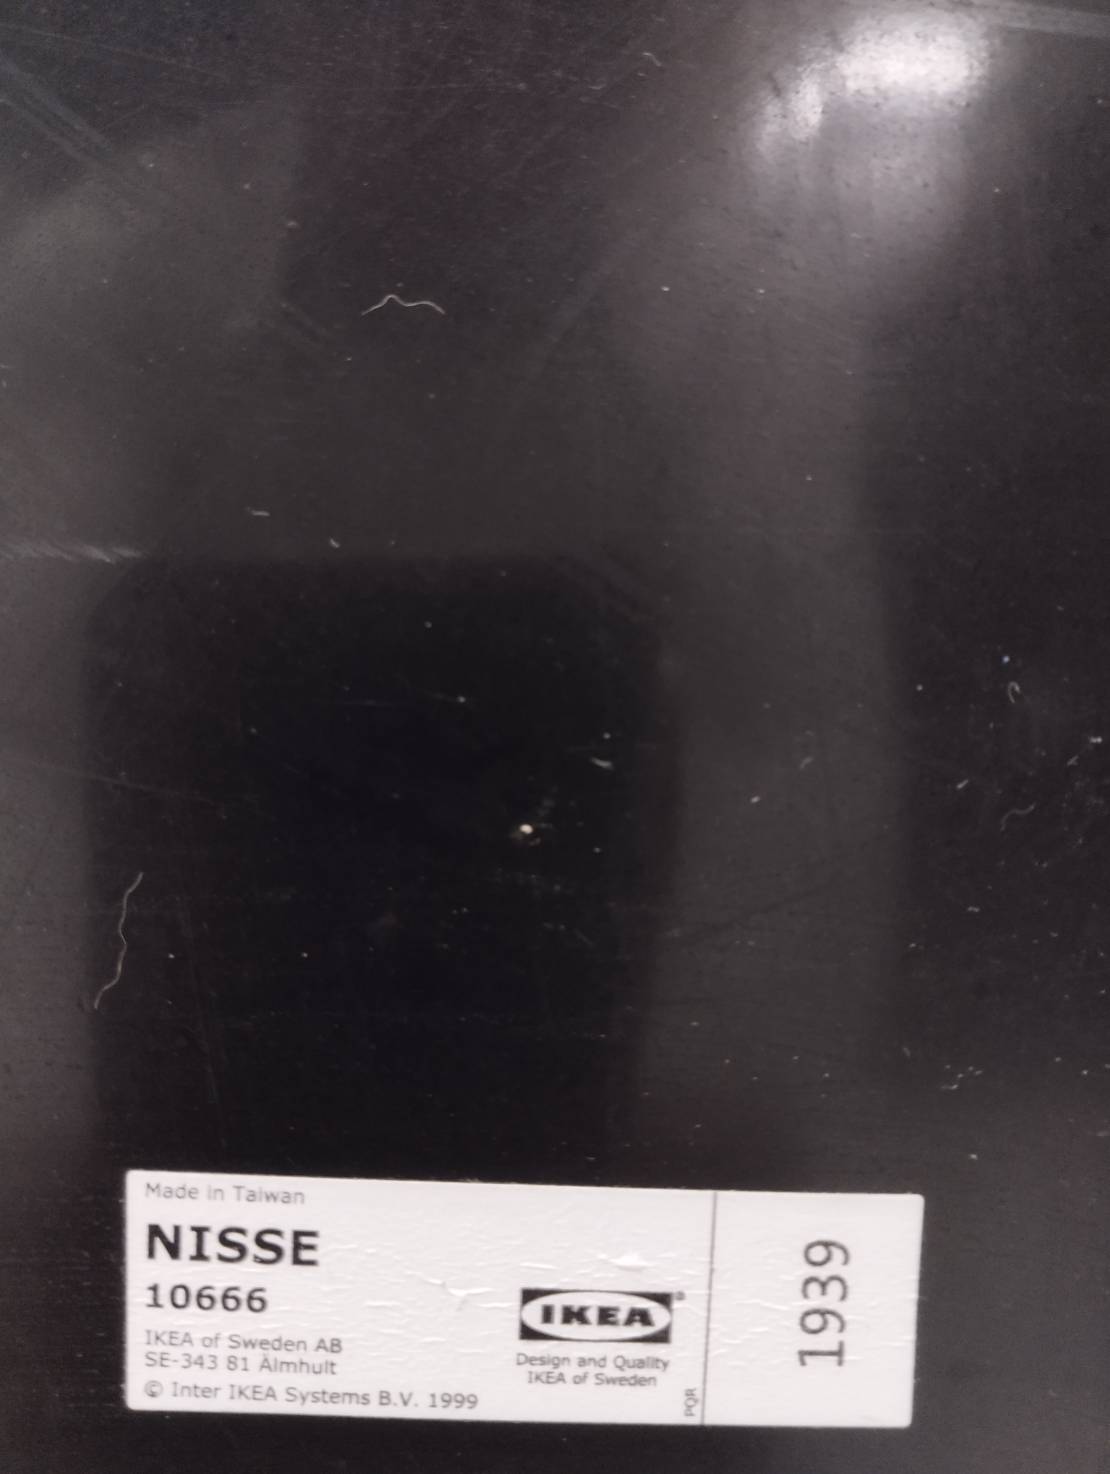 Made in Taiwan
NISSE
10666
IKEA of Sweden AB
SE-343 81 Älmhult
© Inter IKEA Systems B.V. 1999
IKEA®
Design and Quality
IKEA of Sweden
PQR
1939